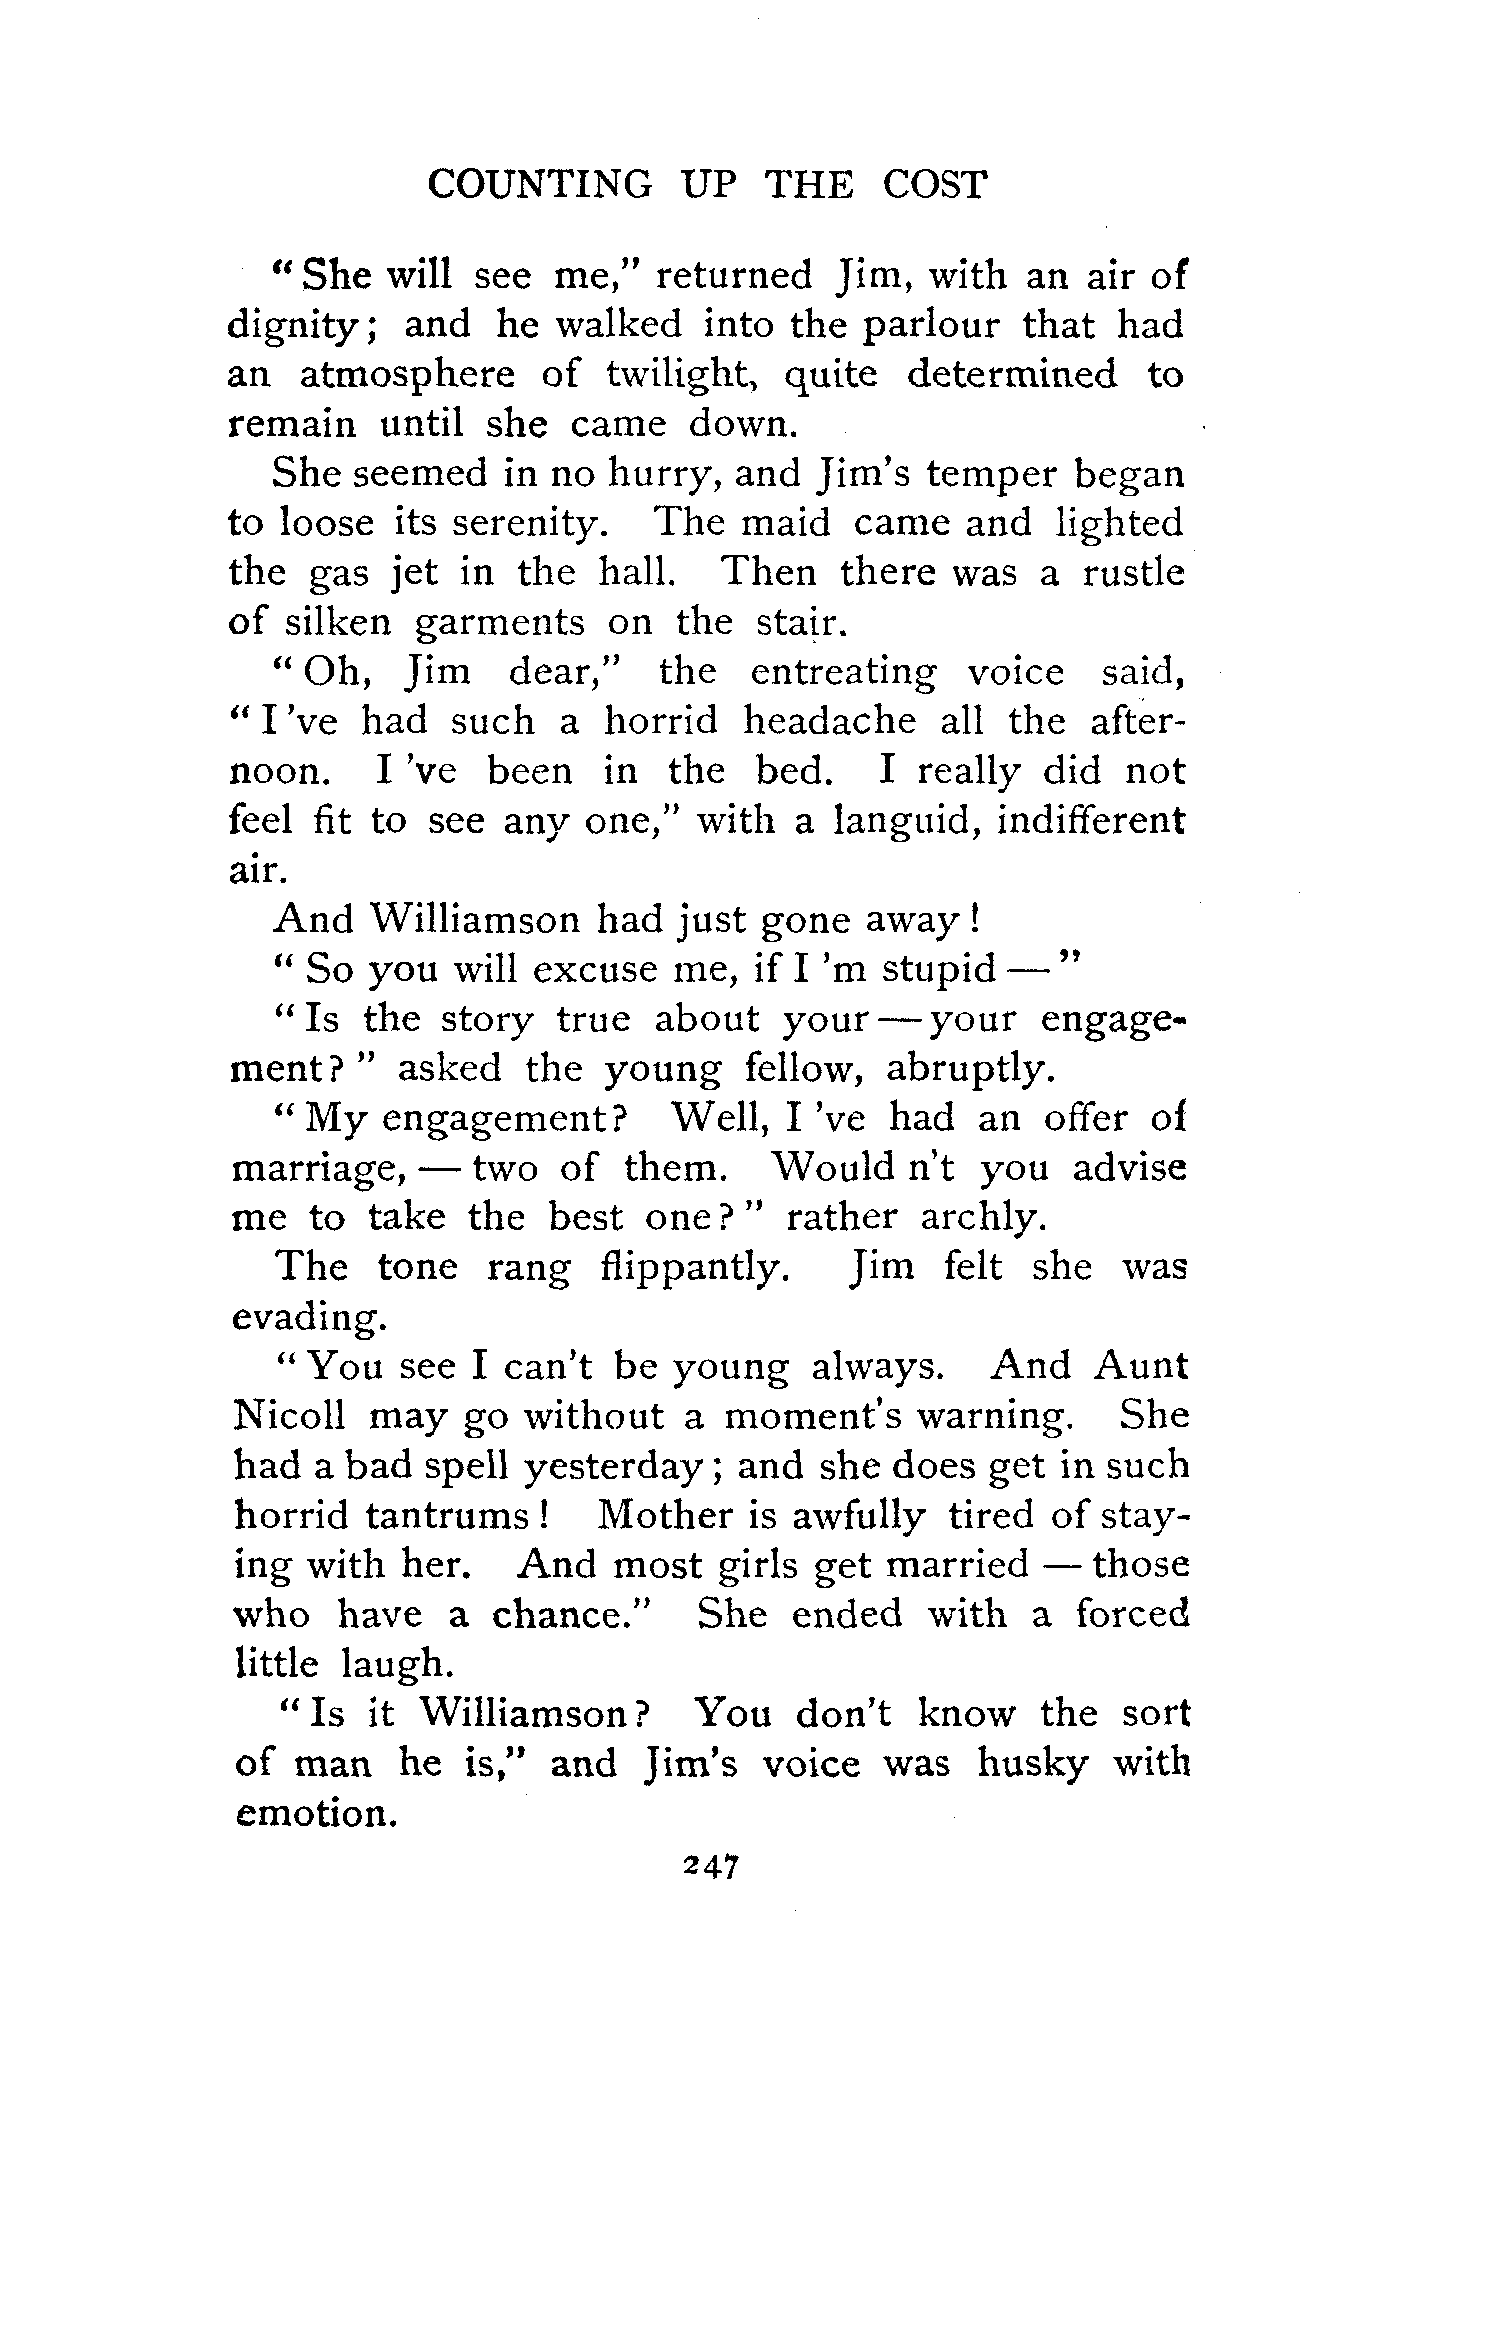 COUNTING UP THE COST
“She will see me,” returned Jim, with an air of
dignity; and he walked into the parlour that had
an atmosphere of twilight, quite determined to
remain until she came down.
She seemed in no hurry, and Jim’s temper began
to loose its serenity. The maid came and lighted
the gas jet in the hall. Then there was a rustle
of silken garments on the stair.
“Oh, Jim dear,” the entreating voice said,
“I ’ve had such a horrid headache all the after-
noon. I ’ve been in the bed. I really did not
feel fit to see any one,” with a languid, indifferent
air.
And Williamson had just gone away!
“So you will excuse me, if I ’m stupid —”
“Is the story true about your — your engage-
ment?” asked the young fellow, abruptly.
“My engagement? Well, I ’ve had an offer of
marriage, — two of them. Would n’t you advise
me to take the best one?” rather archly.
The tone rang flippantly. Jim felt she was
evading.
“You see I can’t be young always. And Aunt
Nicoll may go without a moment’s warning. She
had a bad spell yesterday; and she does get in such
horrid tantrums! Mother is awfully tired of stay-
ing with her. And most girls get married — those
who have a chance.” She ended with a forced
little laugh.
“Is it Williamson? You don’t know the sort
of man he is,” and Jim’s voice was husky with
emotion.
247